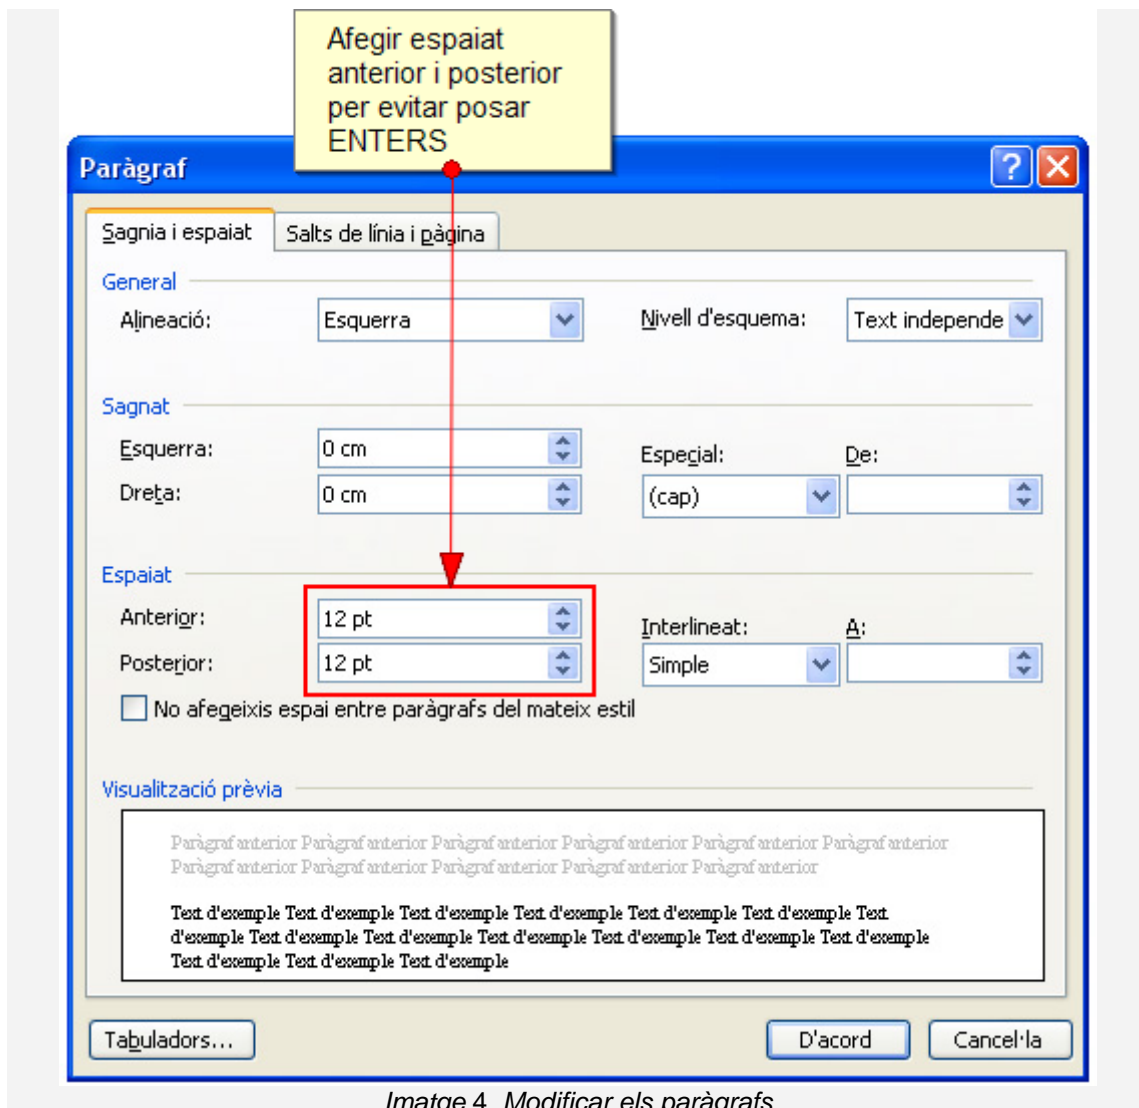 Afegir espaiat
anterior i posterior
per evitar posar
ENTERS
Paràgraf
Sagnia i espaiat
Salts de línia i pàgina
General
Alineació:
Esquerra
Nivell d'esquema:
Text independe
Sagnat
Esquerra:
0 cm
Especial:
De:
Dreta:
0 cm
(cap)
Espaiat
Anterior:
12 pt
Interlineat:
A:
Posterior:
12 pt
Simple
No afegeixis espai entre paràgrafs del mateix estil
Visualització prèvia
Paràgraf anterior Paràgraf anterior Paràgraf anterior Paràgraf anterior Paràgraf anterior Paràgraf anterior
Paràgraf anterior Paràgraf anterior Paràgraf anterior Paràgraf anterior Paràgraf anterior
Text d'exemple Text d'exemple Text d'exemple Text d'exemple Text d'exemple Text d'exemple Text
d'exemple Text d'exemple Text d'exemple Text d'exemple Text d'exemple Text d'exemple Text d'exemple
Text d'exemple Text d'exemple Text d'exemple
Tabuladors...
D'acord
Cancel·la
Imatge 4. Modificar els paràgrafs